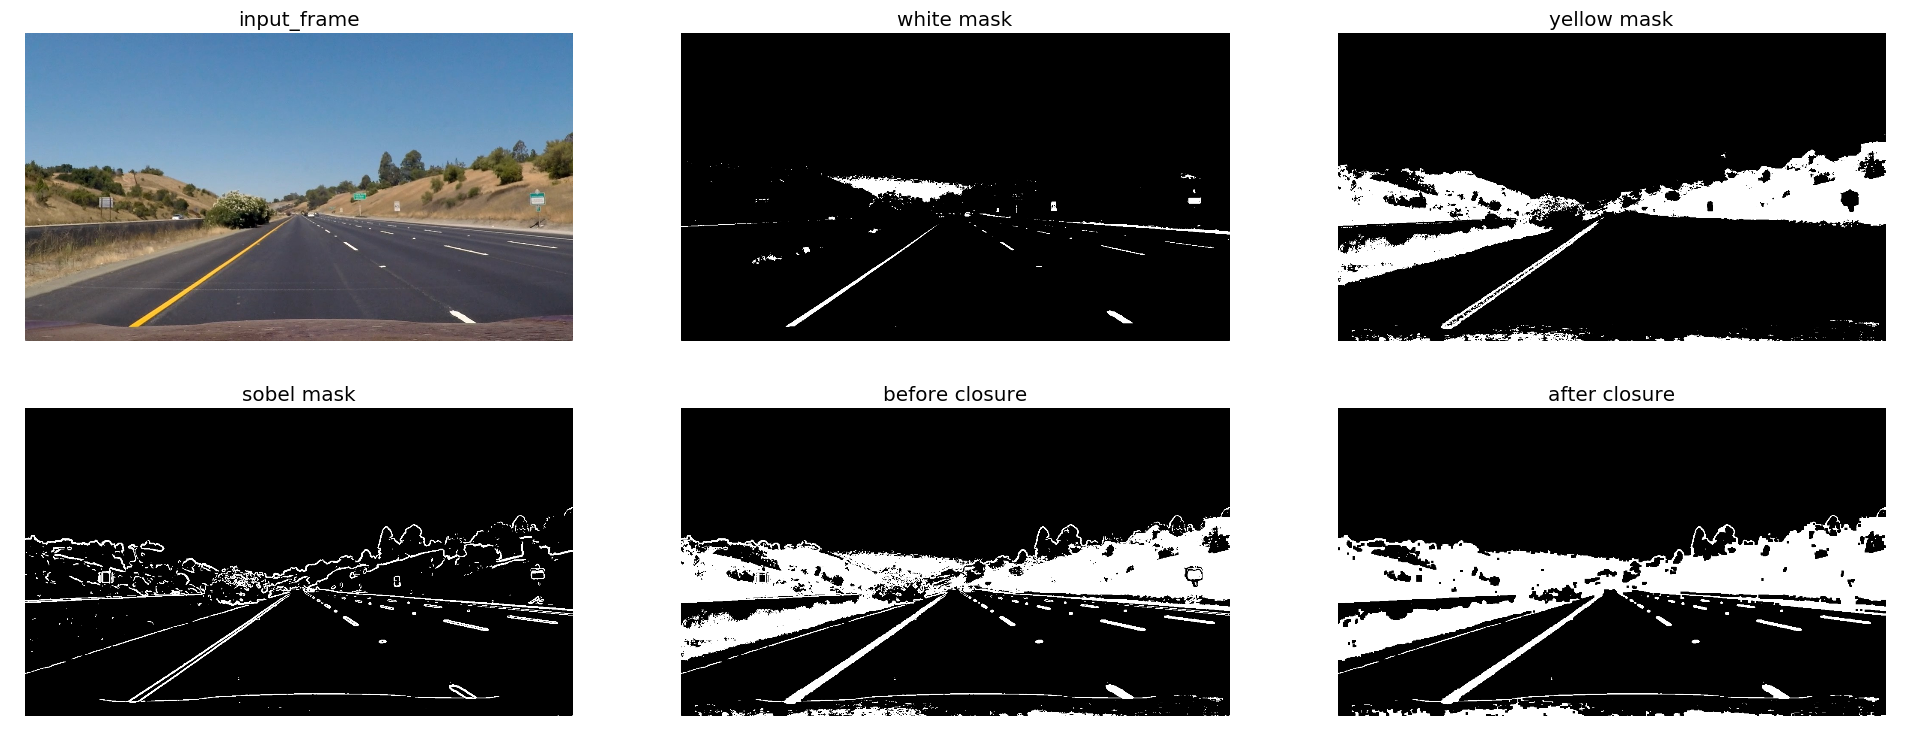 input_frame
white mask
yellow mask
sobel mask
before closure
after closure